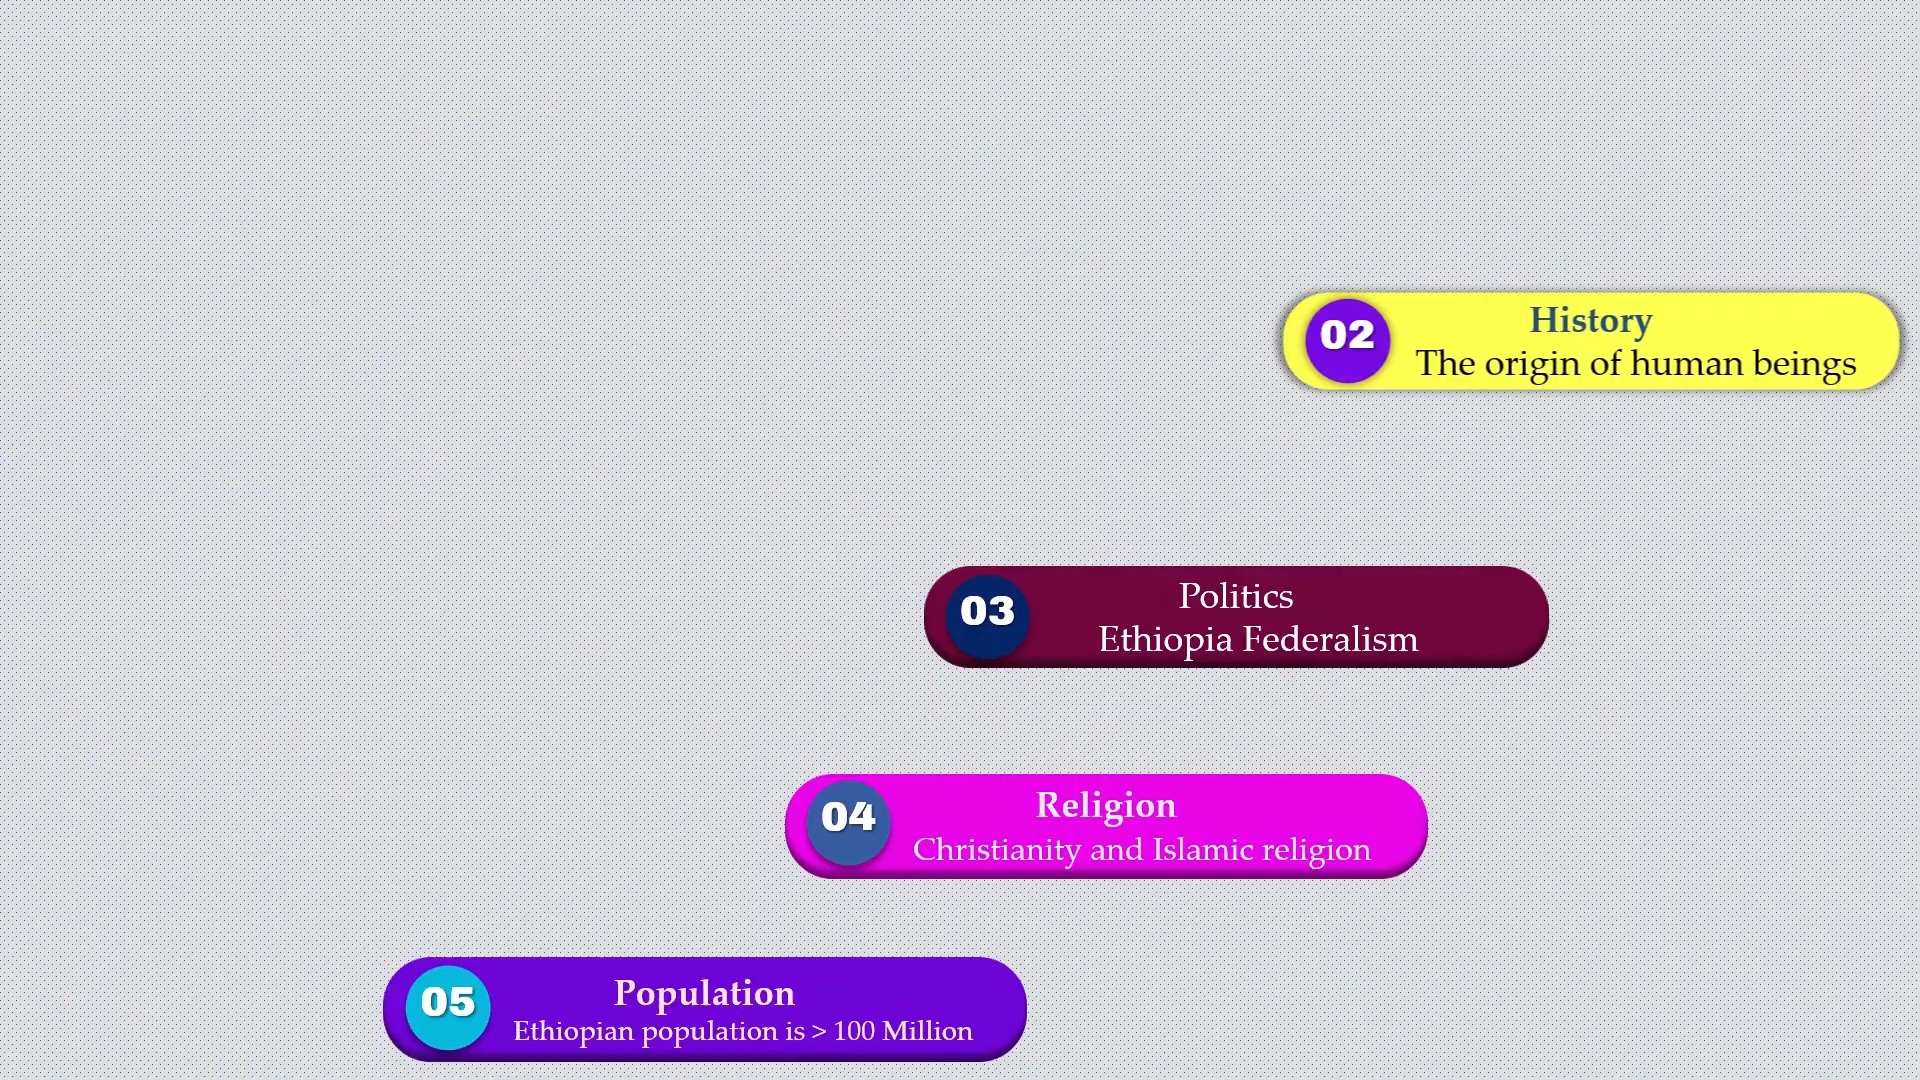 02
History
The origin of human beings
03
Politics
Ethiopia Federalism
04
Religion
Christianity and Islamic religion
05
Population
Ethiopian population is > 100 Million